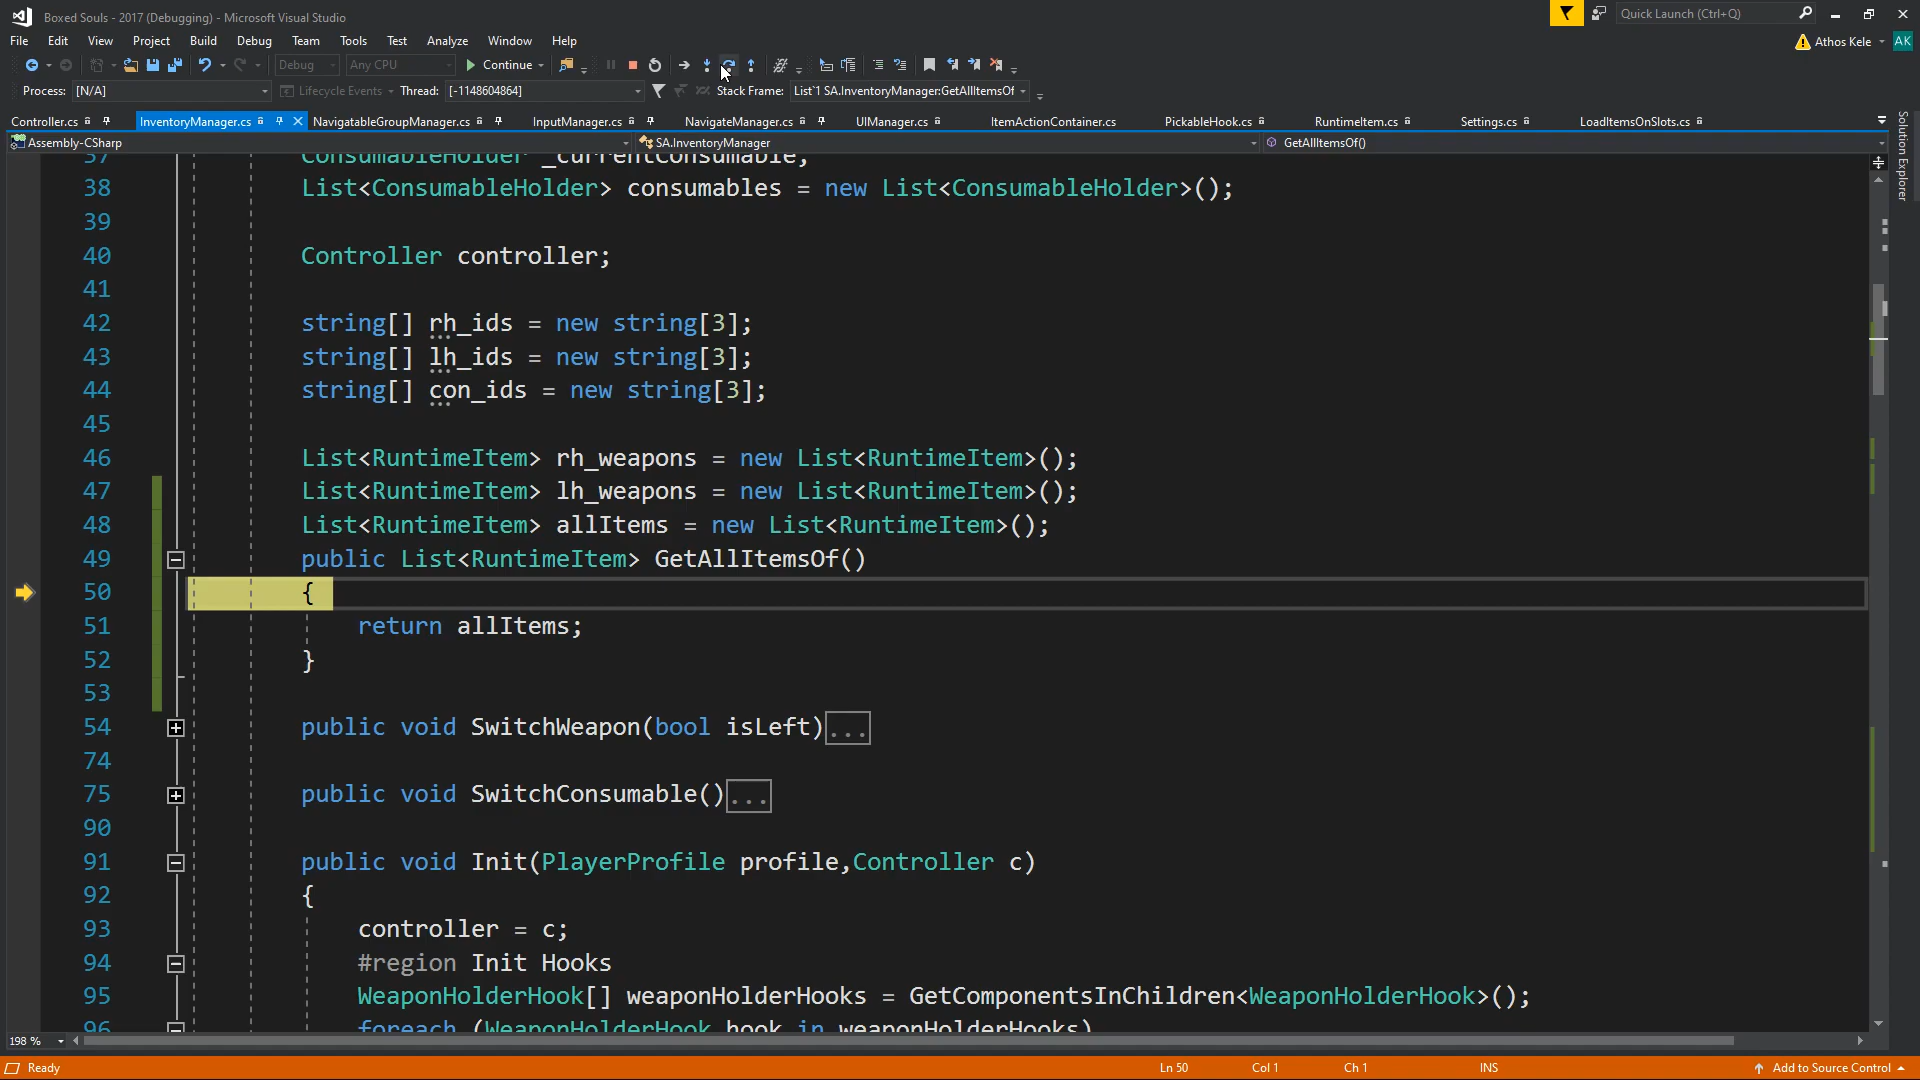 Boxed Souls - 2017 (Debugging) - Microsoft Visual Studio
Quick Launch (Ctrl+Q)
File Edit View Project Build Debug Team Tools Test Analyze Window Help
Athos Kele AK
Debug Any CPU Continue
Process: [N/A] Lifecycle Events Thread: [-1148604864] Stack Frame: List`1 SA.InventoryManager:GetAllItemsOf
Controller.cs InventoryManager.cs NavigatableGroupManager.cs InputManager.cs NavigateManager.cs UIManager.cs ItemActionContainer.cs PickableHook.cs RuntimeItem.cs Settings.cs LoadItemsOnSlots.cs
Assembly-CSharp SA.InventoryManager GetAllItemsOf()
Solution Explorer
37 ConsumableHolder _currentConsumable;
38 List<ConsumableHolder> consumables = new List<ConsumableHolder>();
39
40 Controller controller;
41
42 string[] rh_ids = new string[3];
43 string[] lh_ids = new string[3];
44 string[] con_ids = new string[3];
45
46 List<RuntimeItem> rh_weapons = new List<RuntimeItem>();
47 List<RuntimeItem> lh_weapons = new List<RuntimeItem>();
48 List<RuntimeItem> allItems = new List<RuntimeItem>();
49 public List<RuntimeItem> GetAllItemsOf()
50 {
51 return allItems;
52 }
53
54 public void SwitchWeapon(bool isLeft)...
74
75 public void SwitchConsumable()...
90
91 public void Init(PlayerProfile profile,Controller c)
92 {
93 controller = c;
94 #region Init Hooks
95 WeaponHolderHook[] weaponHolderHooks = GetComponentsInChildren<WeaponHolderHook>();
96 foreach (WeaponHolderHook hook in weaponHolderHooks)
198 %
Ready Ln 50 Col 1 Ch 1 INS Add to Source Control